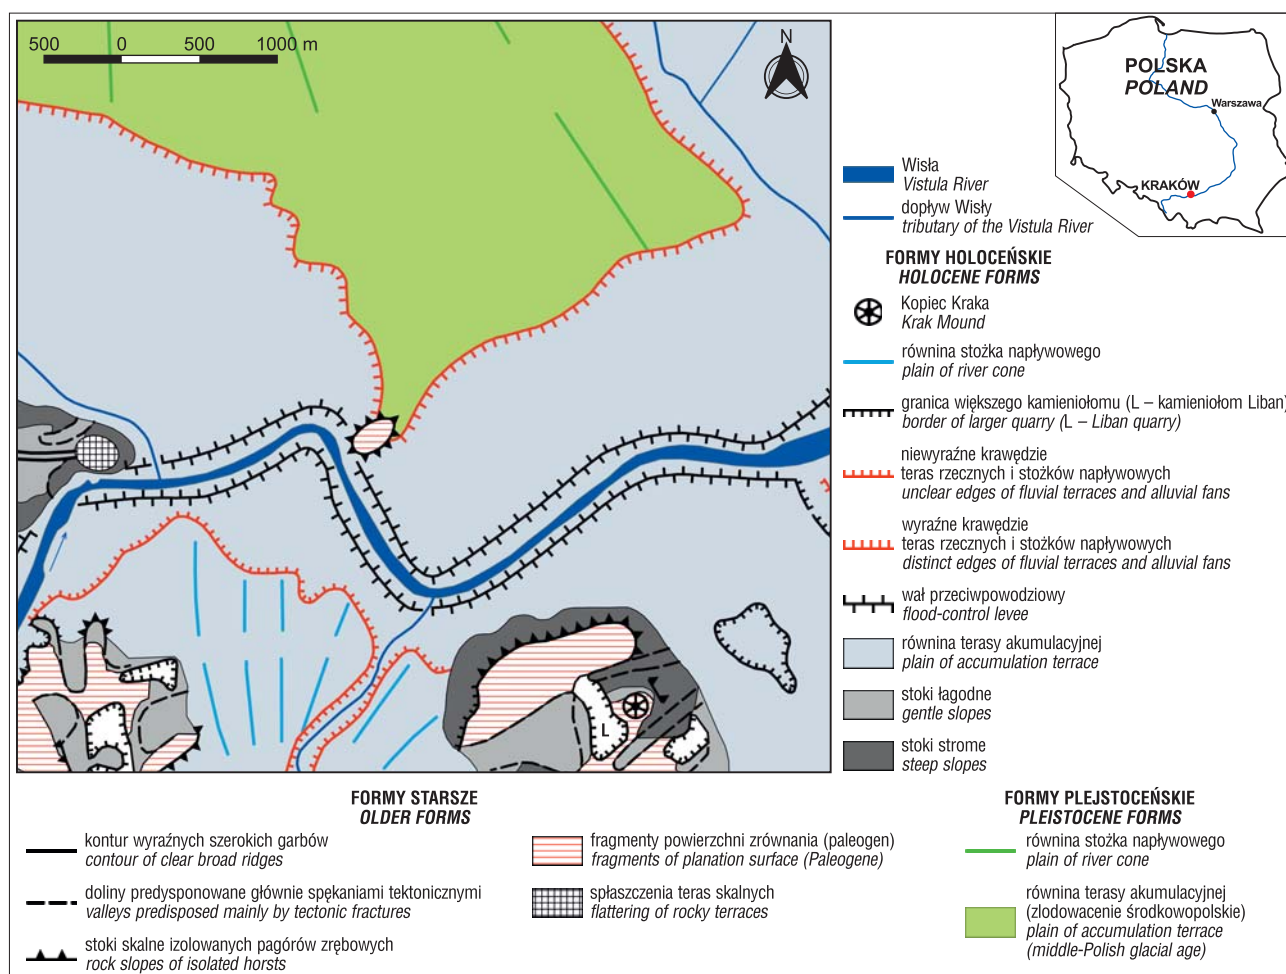 500 0 500 1000 m
N
L
POLSKA
POLAND
Warszawa
KRAKÓW
Wisła
Vistula River
dopływ Wisły
tributary of the Vistula River
FORMY HOLOCEŃSKIE
HOLOCENE FORMS
Kopiec Kraka
Krak Mound
równina stożka napływowego
plain of river cone
granica większego kamieniołomu (L – kamieniołom Liban)
border of larger quarry (L – Liban quarry)
niewyraźne krawędzie
teras rzecznych i stożków napływowych
unclear edges of fluvial terraces and alluvial fans
wyraźne krawędzie
teras rzecznych i stożków napływowych
distinct edges of fluvial terraces and alluvial fans
wał przeciwpowodziowy
flood-control levee
równina terasy akumulacyjnej
plain of accumulation terrace
stoki łagodne
gentle slopes
stoki strome
steep slopes
FORMY STARSZE
OLDER FORMS
kontur wyraźnych szerokich garbów
contour of clear broad ridges
doliny predysponowane głównie spękaniami tektonicznymi
valleys predisposed mainly by tectonic fractures
stoki skalne izolowanych pagórów zrębowych
rock slopes of isolated horsts
fragmenty powierzchni zrównania (paleogen)
fragments of planation surface (Paleogene)
spłaszczenia teras skalnych
flattering of rocky terraces
FORMY PLEJSTOCEŃSKIE
PLEISTOCENE FORMS
równina stożka napływowego
plain of river cone
równina terasy akumulacyjnej
(zlodowacenie środkowopolskie)
plain of accumulation terrace
(middle-Polish glacial age)